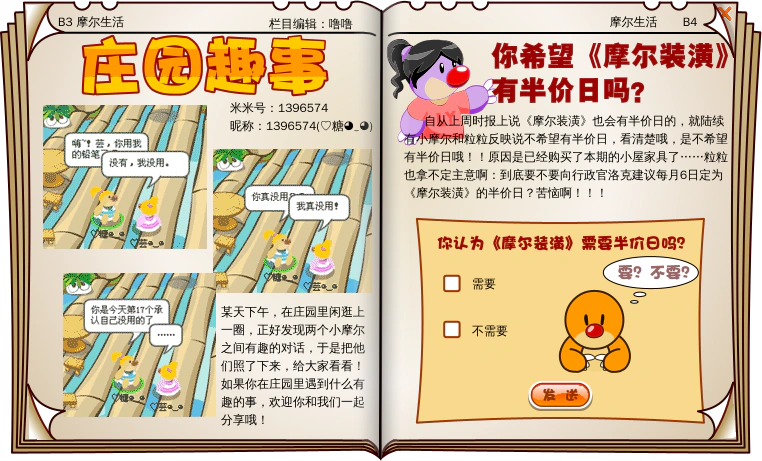 B3 摩尔生活
栏目编辑：噜噜
庄园趣事
米米号：1396574
昵称：1396574(♡糖◕_◕)
嗨~！芸，你用我
的铅笔了
没有，我没用。
♡糖◕_◕
♡芸◕_◕
你真没用
我真没用!
♡糖◕_◕
♡芸◕_◕
你是今天第17个承
认自己没用的了
……
♡糖◕_◕
♡芸◕_◕
某天下午，在庄园里闲逛上
一圈，正好发现两个小摩尔
之间有趣的对话，于是把他
们照了下来，给大家看看！
如果你在庄园里遇到什么有
趣的事，欢迎你和我们一起
分享哦！
摩尔生活 B4
你希望《摩尔装潢》
有半价日吗?
自从上周时报上说《摩尔装潢》也会有半价日的，就陆续
有小摩尔和粒粒反映说不希望有半价日，看清楚哦，是不希望
有半价日哦！！原因是已经购买了本期的小屋家具了……粒粒
也拿不定主意啊：到底要不要向行政官洛克建议每月6日定为
《摩尔装潢》的半价日？苦恼啊！！！
你认为《摩尔装潢》需要半价日吗?
需要
不需要
要？不要？
发 送